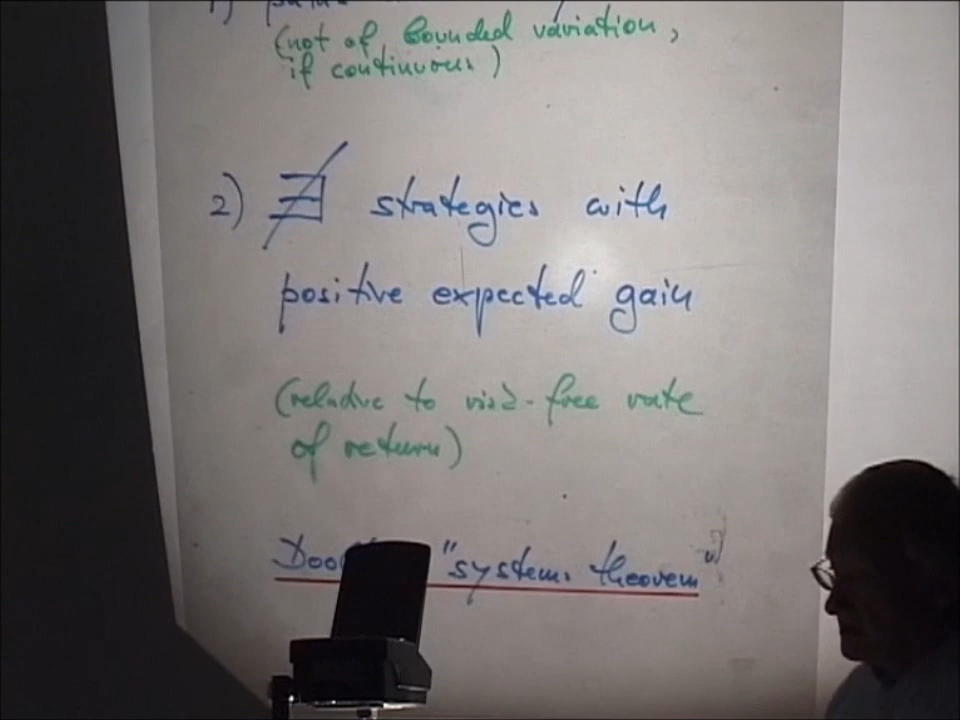 (not of bounded variation,
if continuous)
2) ∄ strategies with
positive expected gain
(relative to risk-free rate
of return)
"systems theorem"